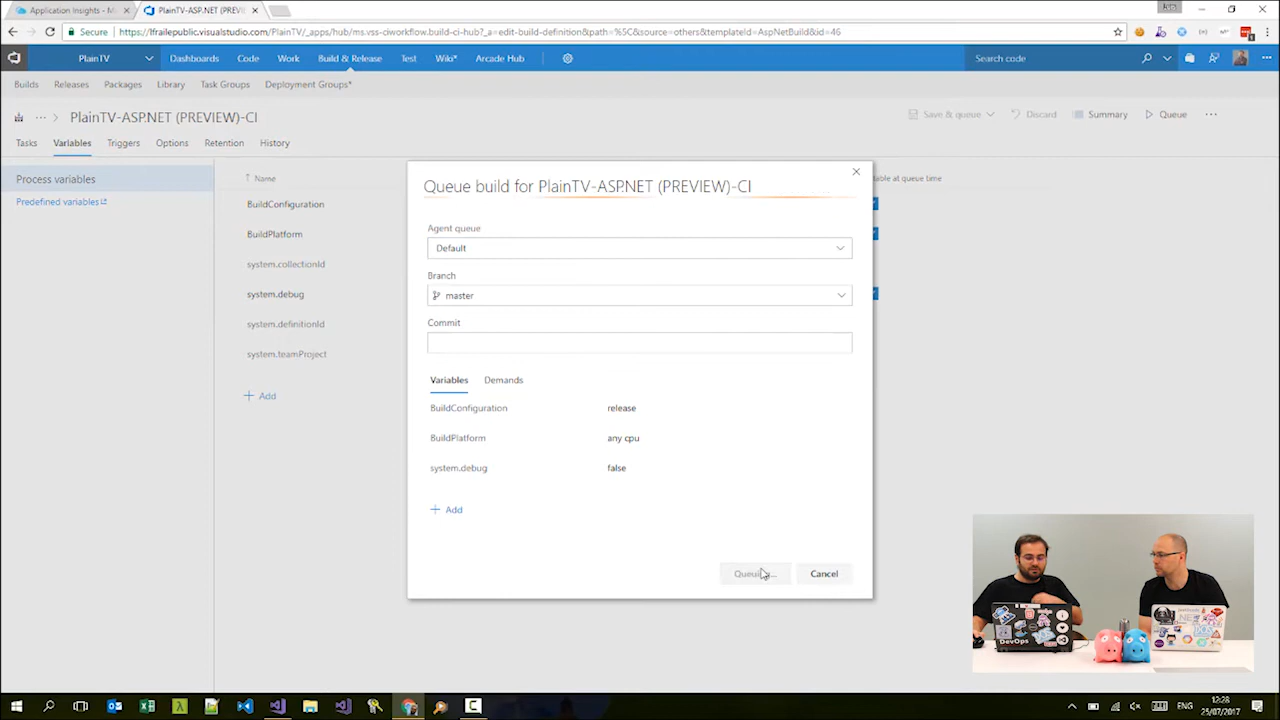 Application Insights - Mi
PlainTV-ASP.NET (PREVIE
Secure
https://lfrailepublic.visualstudio.com/PlainTV/_apps/hub/ms.vss-ciworkflow.build-ci-hub?_a=edit-build-definition&path=%5C&source=others&templateId=AspNetBuild&id=46
PlainTV
Dashboards
Code
Work
Build & Release
Test
Wiki*
Arcade Hub
Search code
Builds
Releases
Packages
Library
Task Groups
Deployment Groups*
... > PlainTV-ASP.NET (PREVIEW)-CI
Save & queue
Discard
Summary
Queue
...
Tasks
Variables
Triggers
Options
Retention
History
Process variables
Predefined variables
Name
table at queue time
BuildConfiguration
BuildPlatform
system.collectionId
system.debug
system.definitionId
system.teamProject
+ Add
Queue build for PlainTV-ASP.NET (PREVIEW)-CI
Agent queue
Default
Branch
master
Commit
Variables
Demands
BuildConfiguration
release
BuildPlatform
any cpu
system.debug
false
+ Add
Cancel
DevOps
ENG
12:28
25/07/2017